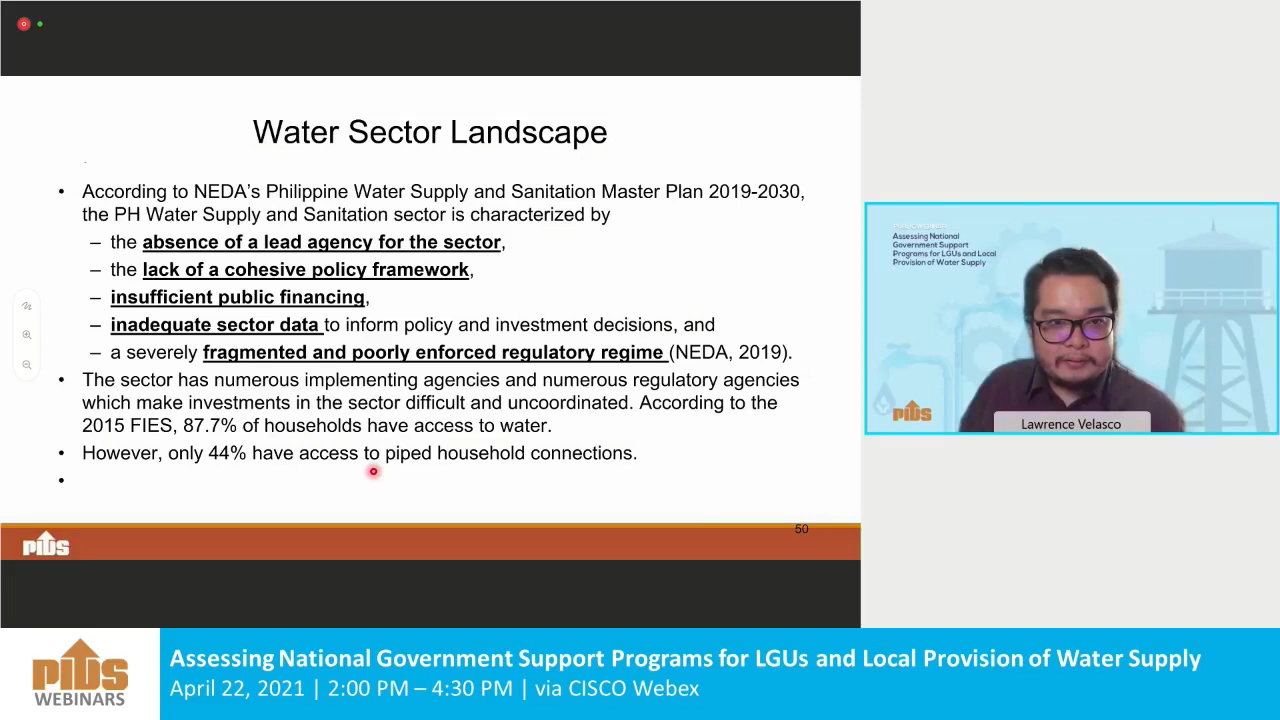 Water Sector Landscape
• According to NEDA’s Philippine Water Supply and Sanitation Master Plan 2019-2030,
the PH Water Supply and Sanitation sector is characterized by
– the absence of a lead agency for the sector,
– the lack of a cohesive policy framework,
– insufficient public financing,
– inadequate sector data to inform policy and investment decisions, and
– a severely fragmented and poorly enforced regulatory regime (NEDA, 2019).
• The sector has numerous implementing agencies and numerous regulatory agencies
which make investments in the sector difficult and uncoordinated. According to the
2015 FIES, 87.7% of households have access to water.
• However, only 44% have access to piped household connections.
•
50
PIDS
Assessing National
Government Support
Programs for LGUs and Local
Provision of Water Supply
PIDS
Lawrence Velasco
PIDS
WEBINARS
Assessing National Government Support Programs for LGUs and Local Provision of Water Supply
April 22, 2021 | 2:00 PM – 4:30 PM | via CISCO Webex